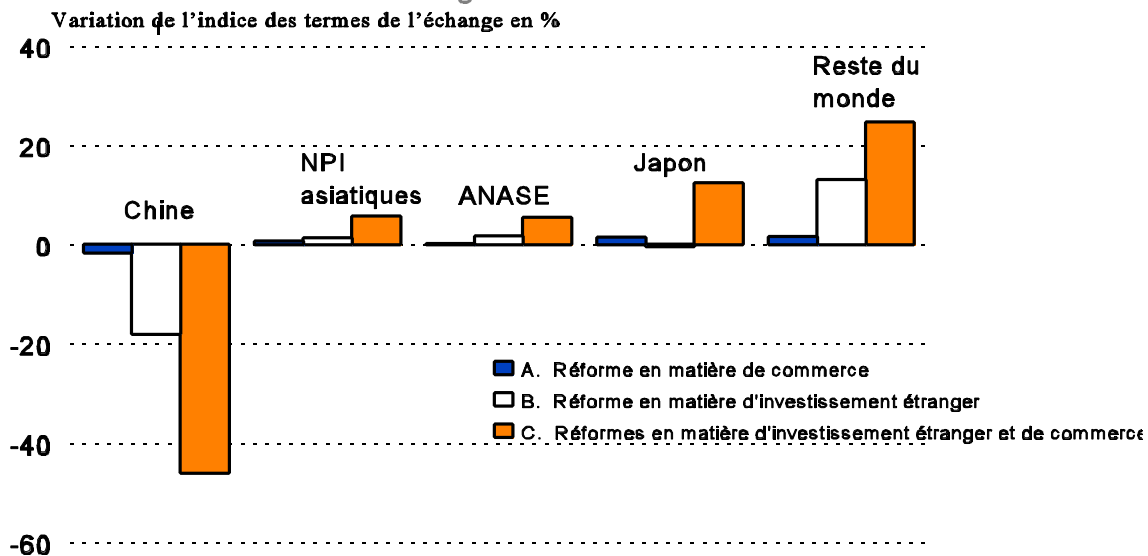 Variation de l'indice des termes de l'échange en %
40
Reste du
monde
20
NPI
asiatiques
ANASE
Japon
Chine
0
-20
A. Réforme en matière de commerce
B. Réforme en matière d'investissement étranger
C. Réformes en matière d'investissement étranger et de commerce
-40
-60